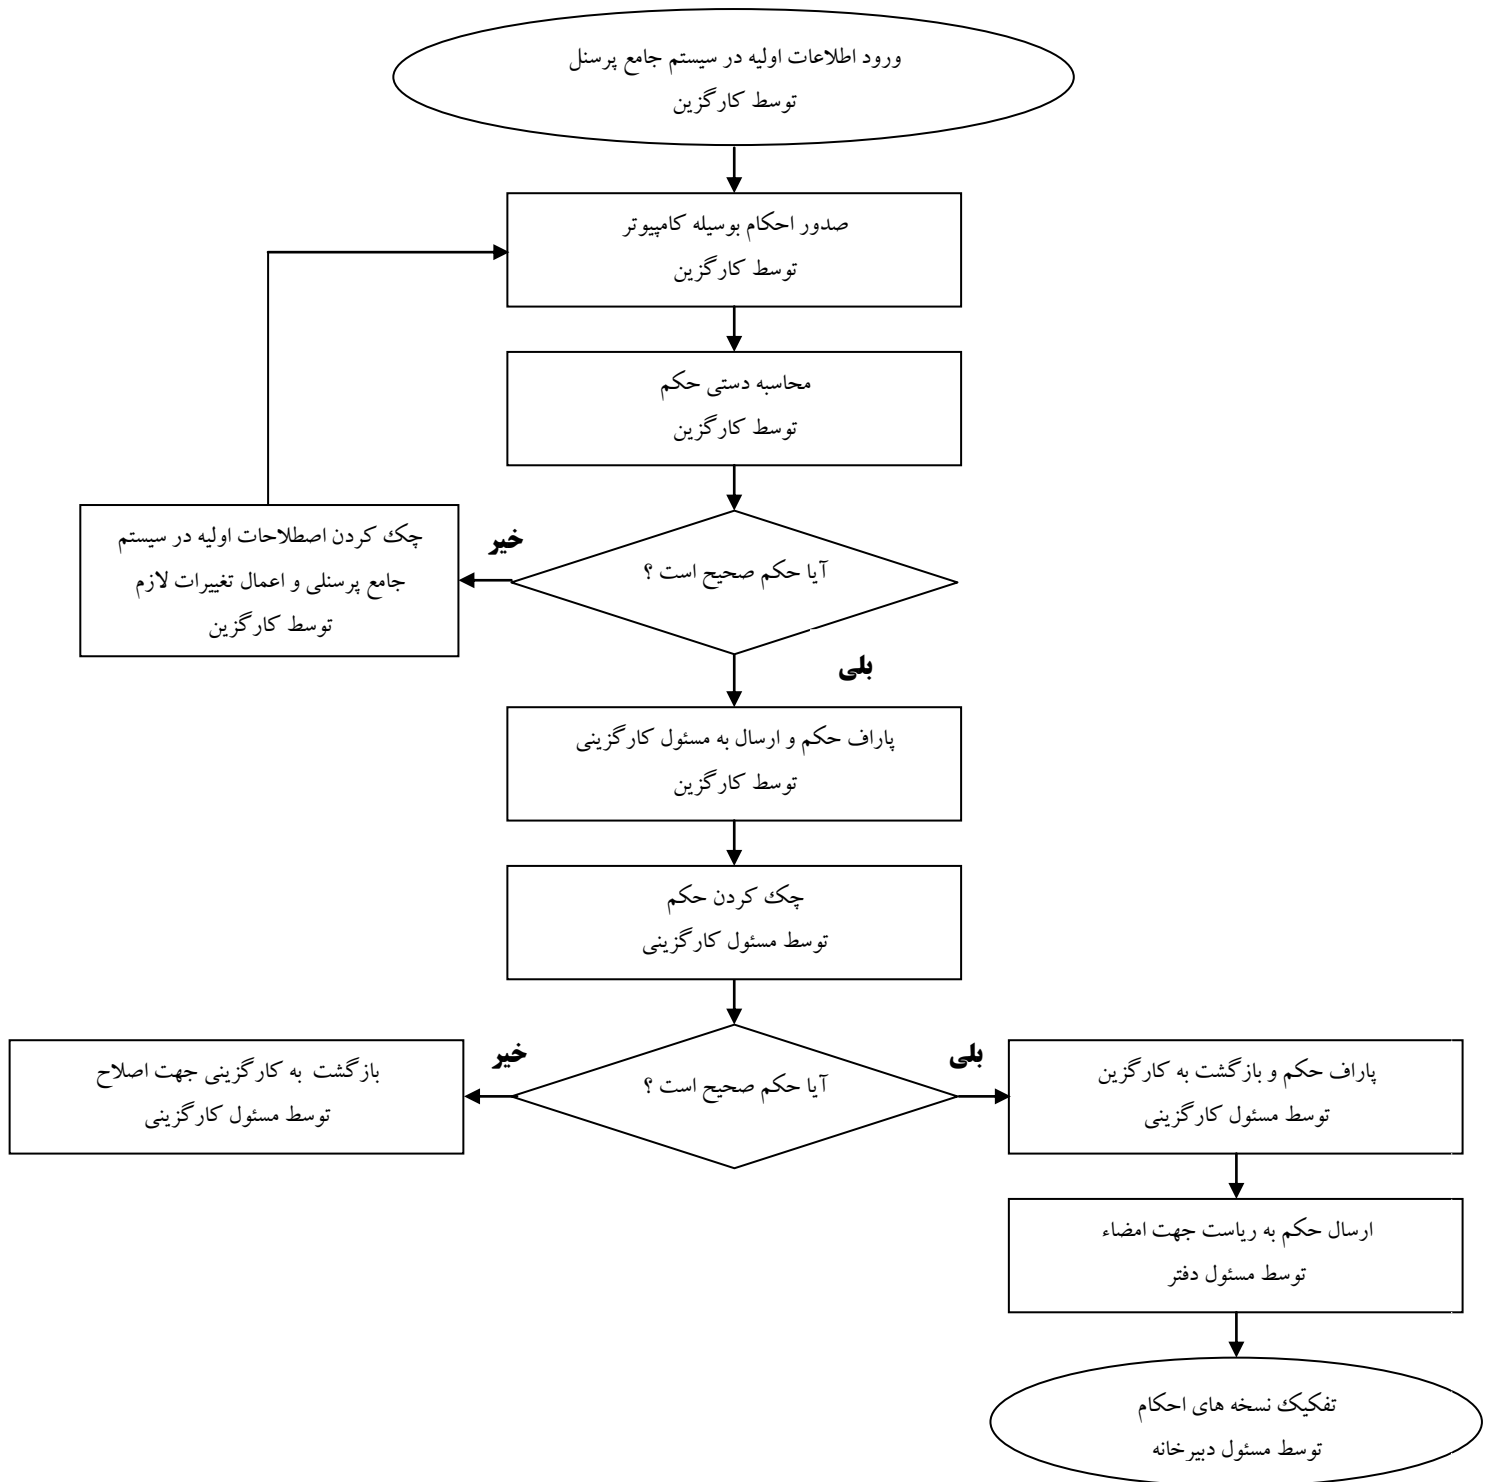 ورود اطلاعات اولیه در سیستم جامع پرسنل
توسط کارگزین
صدور احکام بوسیله کامپیوتر
توسط کارگزین
محاسبه دستی حکم
توسط کارگزین
آیا حکم صحیح است ؟
خیر
چک کردن اصطلاحات اولیه در سیستم
جامع پرسنلی و اعمال تغییرات لازم
توسط کارگزین
بلی
پاراف حکم و ارسال به مسئول کارگزینی
توسط کارگزین
چک کردن حکم
توسط مسئول کارگزینی
آیا حکم صحیح است ؟
خیر
بازگشت به کارگزینی جهت اصلاح
توسط مسئول کارگزینی
بلی
پاراف حکم و بازگشت به کارگزین
توسط مسئول کارگزینی
ارسال حکم به ریاست جهت امضاء
توسط مسئول دفتر
تفکیک نسخه های احکام
توسط مسئول دبیرخانه